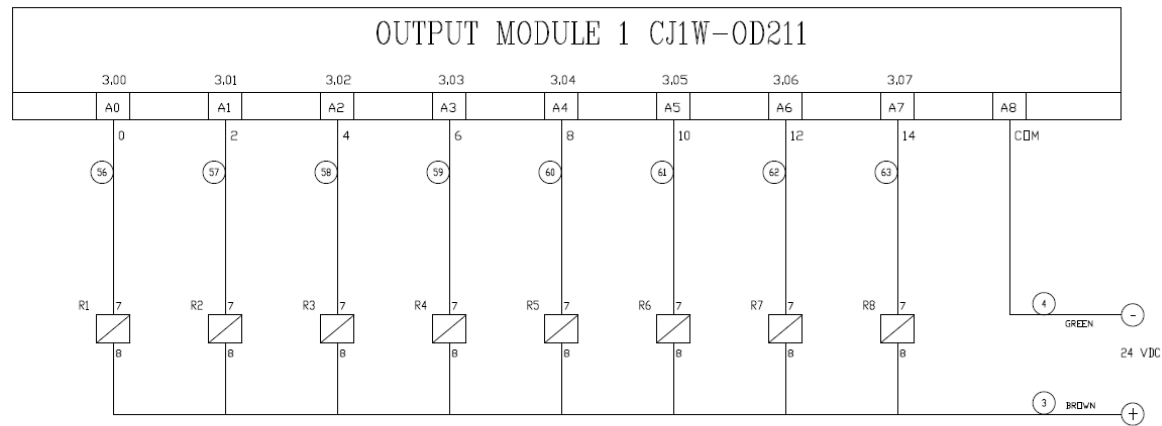 OUTPUT MODULE 1 CJ1W-OD211
3.00 3.01 3.02 3.03 3.04 3.05 3.06 3.07
A0 A1 A2 A3 A4 A5 A6 A7 A8
0 2 4 6 8 10 12 14 COM
56 57 58 59 60 61 62 63
R1 7 R2 7 R3 7 R4 7 R5 7 R6 7 R7 7 R8 7
4
GREEN
-
8 8 8 8 8 8 8 8
24 VDC
3 BROWN
+